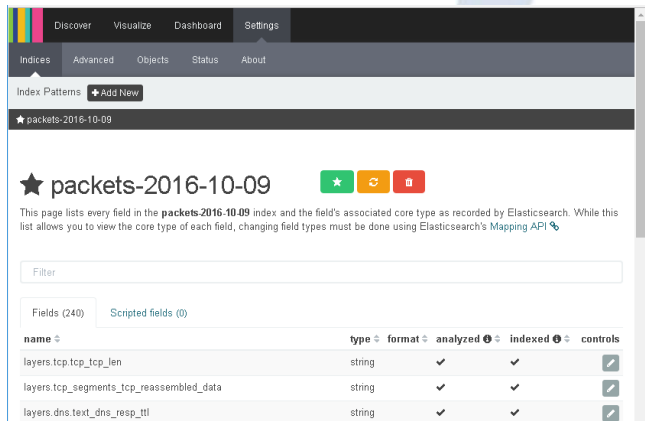 Discover Visualize Dashboard Settings
Indices Advanced Objects Status About
Index Patterns Add New
packets-2016-10-09
packets-2016-10-09
This page lists every field in the packets-2016-10-09 index and the field's associated core type as recorded by Elasticsearch. While this
list allows you to view the core type of each field, changing field types must be done using Elasticsearch's Mapping API
Filter
Fields (240) Scripted fields (0)
name type format analyzed indexed controls
layers.tcp.tcp_tcp_len string
layers.tcp_segments_tcp_reassembled_data string
layers.dns.text_dns_resp_ttl string